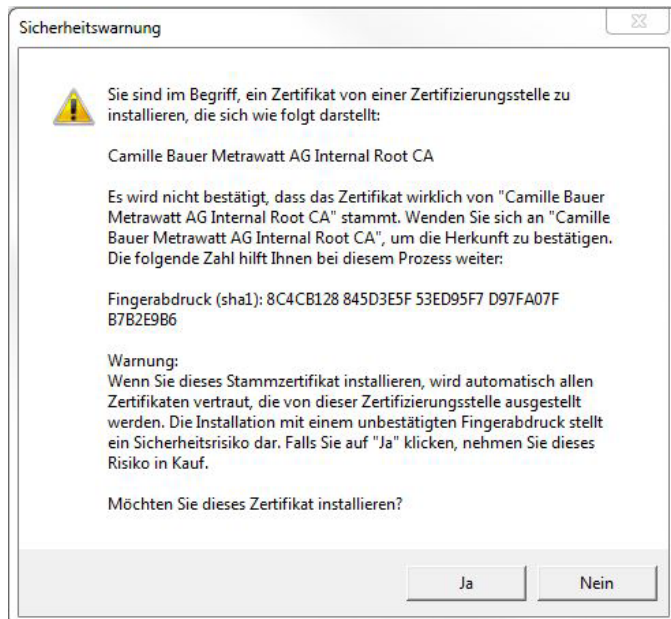 Sicherheitswarnung
Sie sind im Begriff, ein Zertifikat von einer Zertifizierungsstelle zu
installieren, die sich wie folgt darstellt:
Camille Bauer Metrawatt AG Internal Root CA
Es wird nicht bestätigt, dass das Zertifikat wirklich von "Camille Bauer
Metrawatt AG Internal Root CA" stammt. Wenden Sie sich an "Camille
Bauer Metrawatt AG Internal Root CA", um die Herkunft zu bestätigen.
Die folgende Zahl hilft Ihnen bei diesem Prozess weiter:
Fingerabdruck (sha1): 8C4CB128 845D3E5F 53ED95F7 D97FA07F
B7B2E9B6
Warnung:
Wenn Sie dieses Stammzertifikat installieren, wird automatisch allen
Zertifikaten vertraut, die von dieser Zertifizierungsstelle ausgestellt
werden. Die Installation mit einem unbestätigten Fingerabdruck stellt
ein Sicherheitsrisiko dar. Falls Sie auf "Ja" klicken, nehmen Sie dieses
Risiko in Kauf.
Möchten Sie dieses Zertifikat installieren?
Ja
Nein